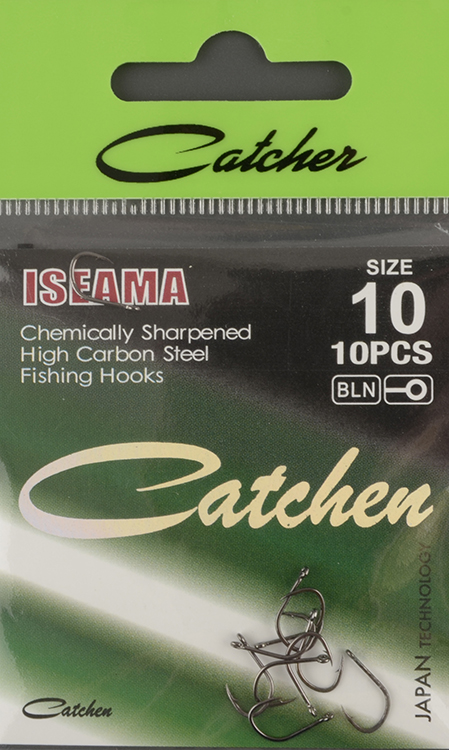 Catcher
ISEAMA
SIZE
10
10PCS
BLN
Chemically Sharpened
High Carbon Steel
Fishing Hooks
Catchen
JAPAN TECHNOLOGY
Catchen